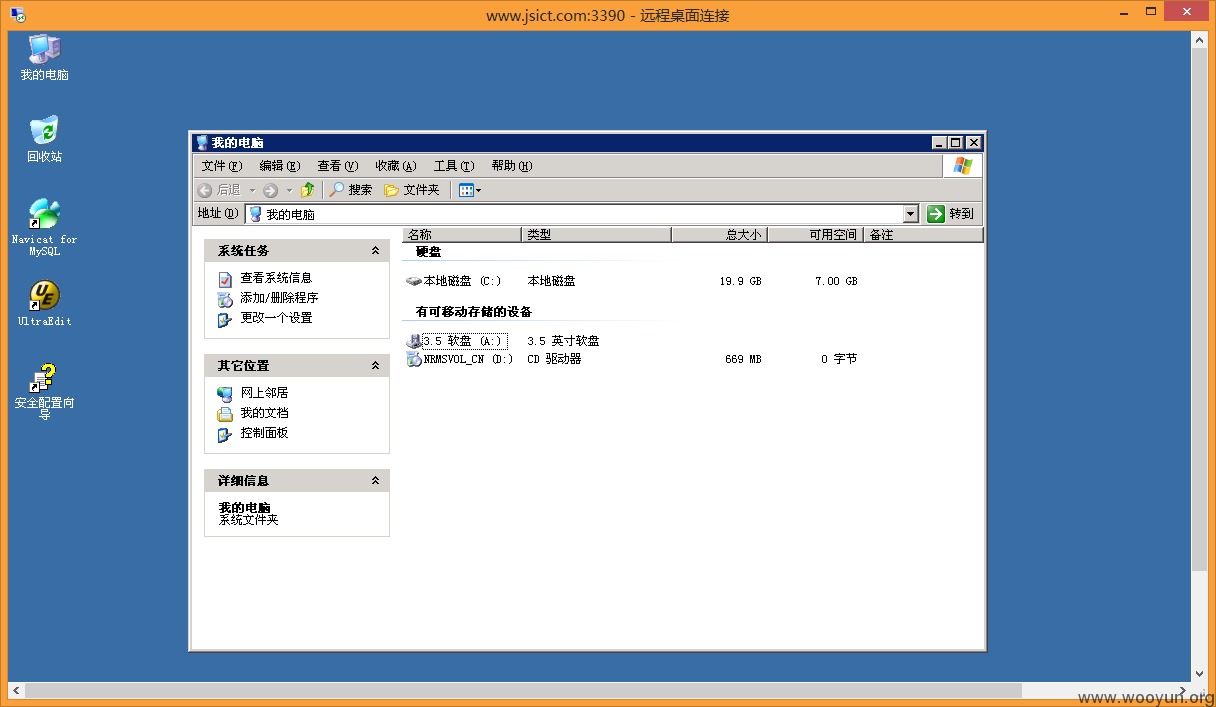 www.jsict.com:3390 - 远程桌面连接
我的电脑
回收站
Navicat for
MySQL
UltraEdit
安全配置向
导
我的电脑
文件(F) 编辑(E) 查看(V) 收藏(A) 工具(T) 帮助(H)
后退 搜索 文件夹
地址(D) 我的电脑 转到
系统任务
查看系统信息
添加/删除程序
更改一个设置
其它位置
网上邻居
我的文档
控制面板
详细信息
我的电脑
系统文件夹
名称 类型 总大小 可用空间 备注
硬盘
本地磁盘 (C:) 本地磁盘 19.9 GB 7.00 GB
有可移动存储的设备
3.5 软盘 (A:) 3.5 英寸软盘
NRMSVOL_CN (D:) CD 驱动器 669 MB 0 字节
www.wooyun.org